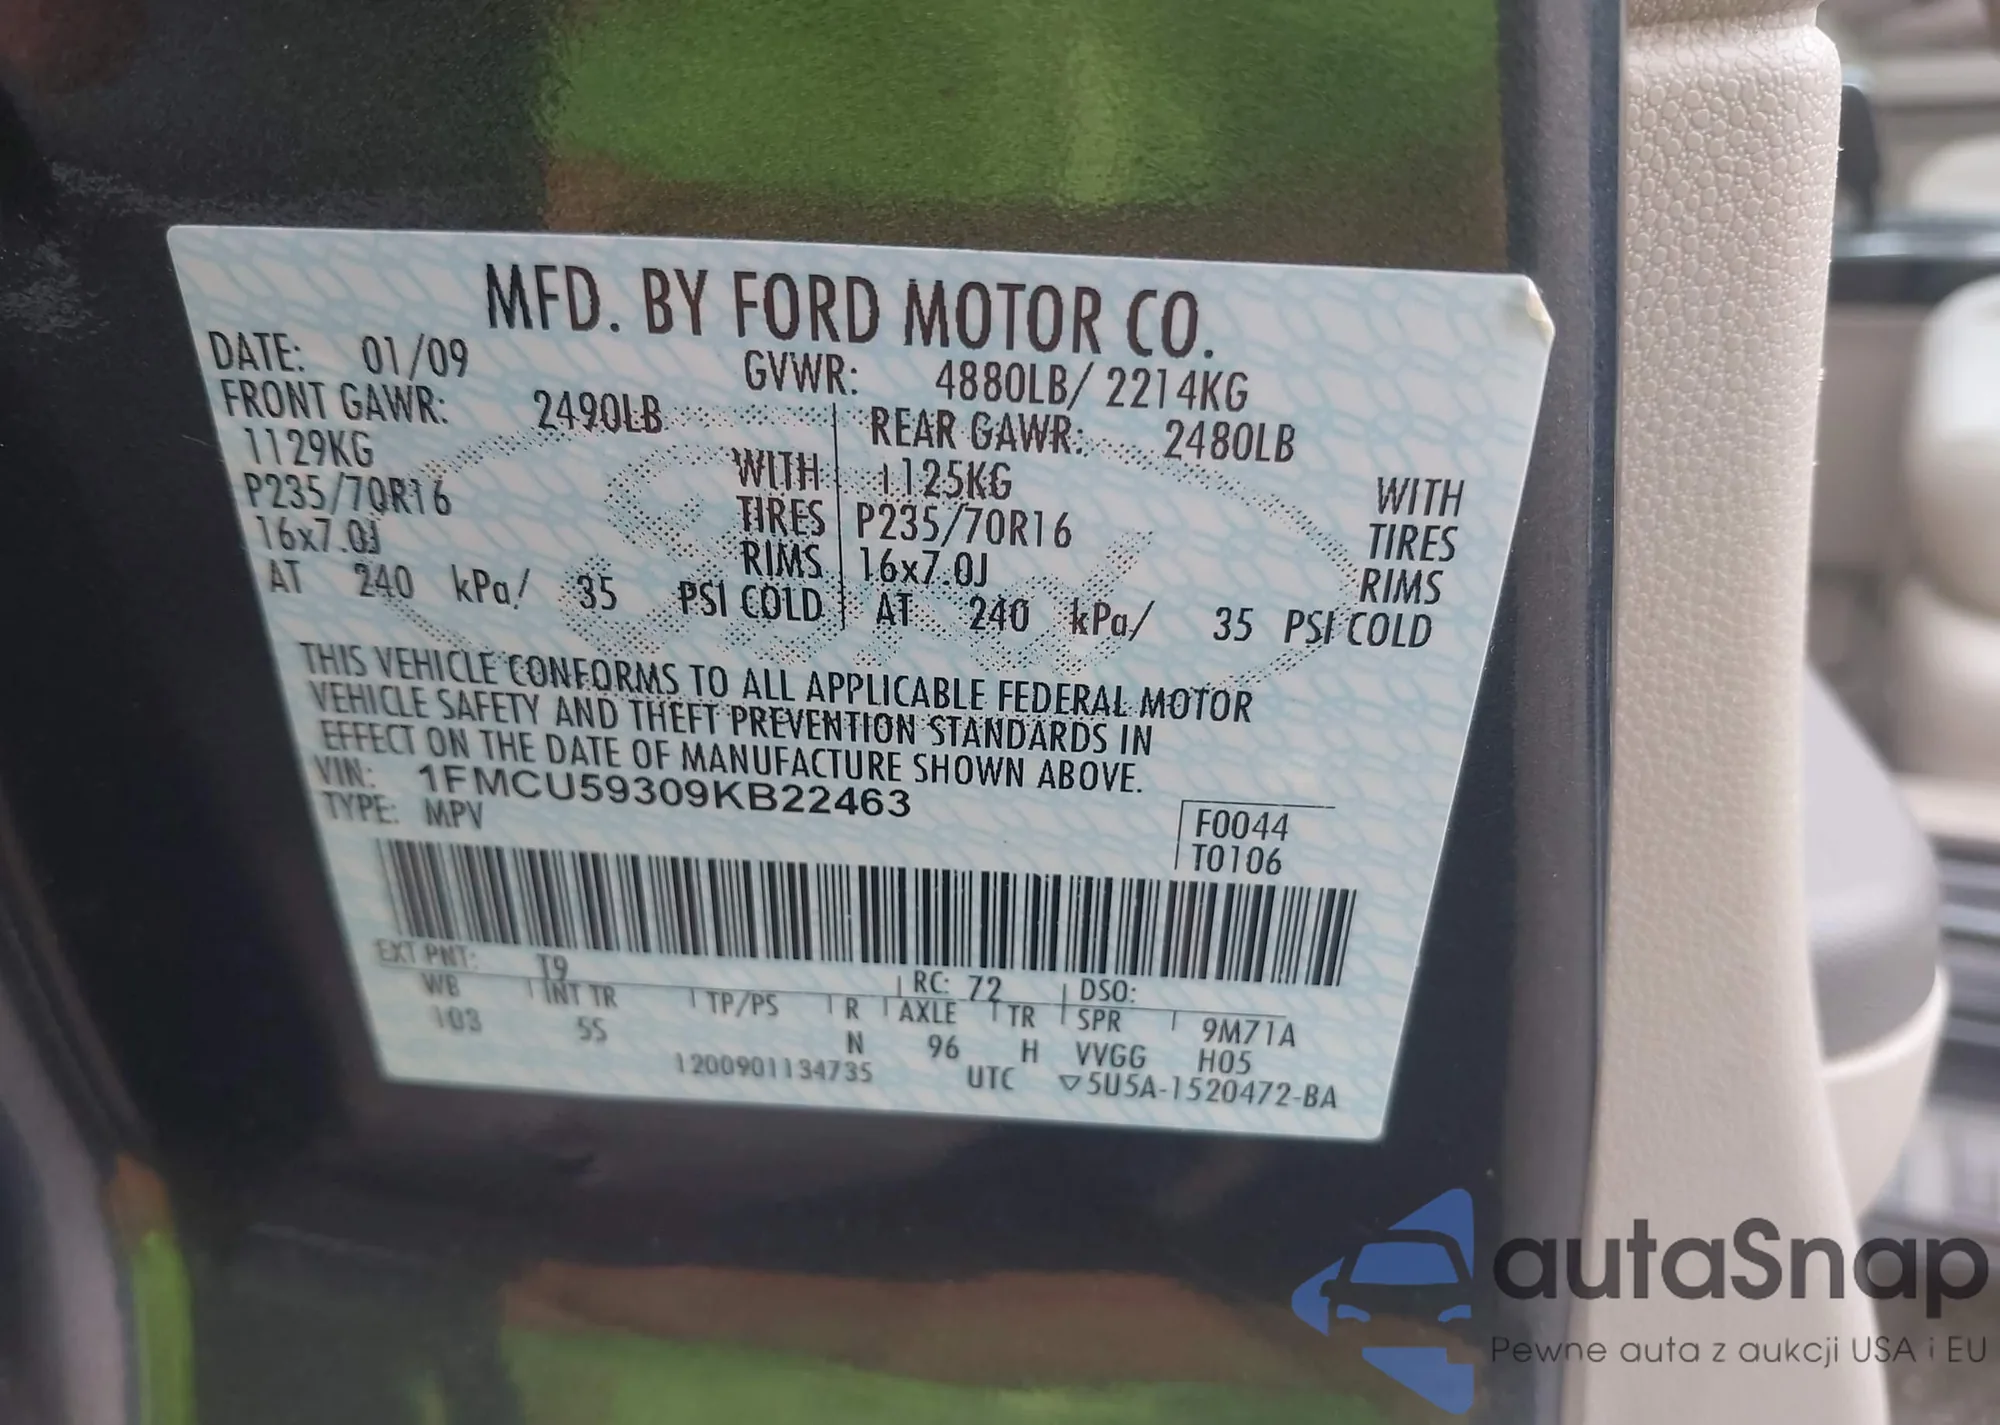 MFD. BY FORD MOTOR CO.
DATE: 01/09 GVWR: 4880LB/ 2214KG
FRONT GAWR: 2490LB REAR GAWR: 2480LB
1129KG WITH 1125KG WITH
P235/70R16 TIRES P235/70R16 TIRES
16x7.0J RIMS 16x7.0J RIMS
AT 240 kPa/ 35 PSI COLD AT 240 kPa/ 35 PSI COLD
THIS VEHICLE CONFORMS TO ALL APPLICABLE FEDERAL MOTOR
VEHICLE SAFETY AND THEFT PREVENTION STANDARDS IN
EFFECT ON THE DATE OF MANUFACTURE SHOWN ABOVE.
VIN: 1FMCU59309KB22463
TYPE: MPV
F0044
T0106
EXT PNT: T9 RC: 72 DSO:
WB INT TR TP/PS R AXLE TR SPR 9M71A
103 5S N 96 H VVGG H05
1200901134735 UTC ▽5U5A-1520472-BA
autaSnap
Pewne auta z aukcji USA i EU